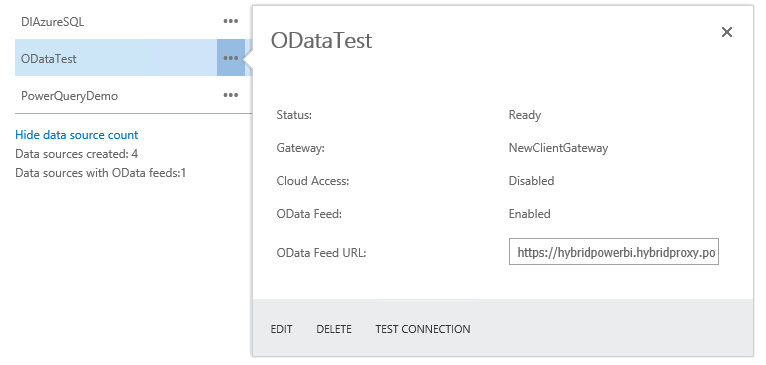 DIAzureSQL •••
ODataTest •••
PowerQueryDemo •••
Hide data source count
Data sources created: 4
Data sources with OData feeds:1
ODataTest
Status: Ready
Gateway: NewClientGateway
Cloud Access: Disabled
OData Feed: Enabled
OData Feed URL: https://hybridpowerbi.hybridproxy.po
EDIT DELETE TEST CONNECTION